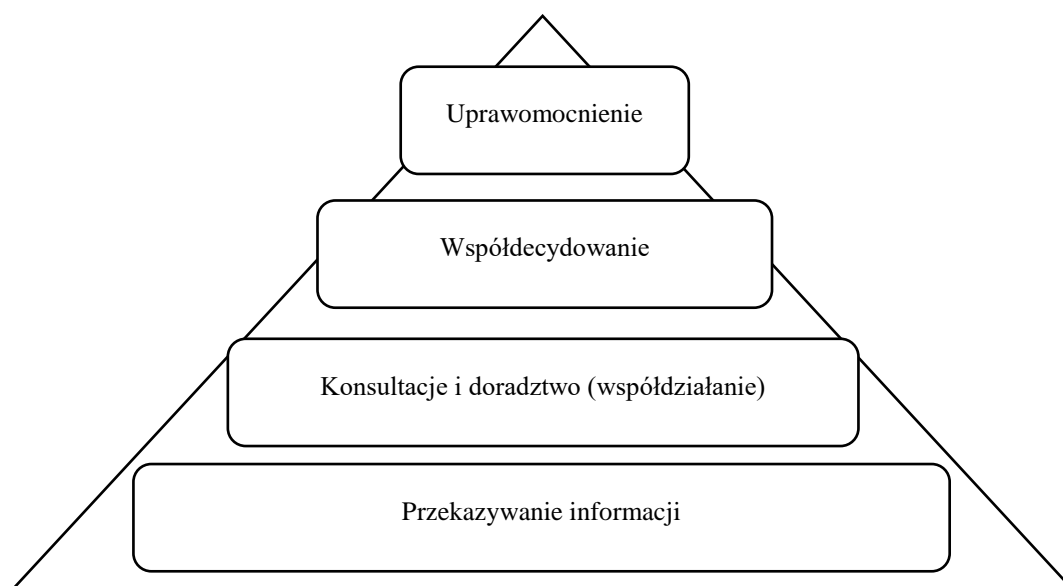 Uprawomocnienie
Współdecydowanie
Konsultacje i doradztwo (współdziałanie)
Przekazywanie informacji